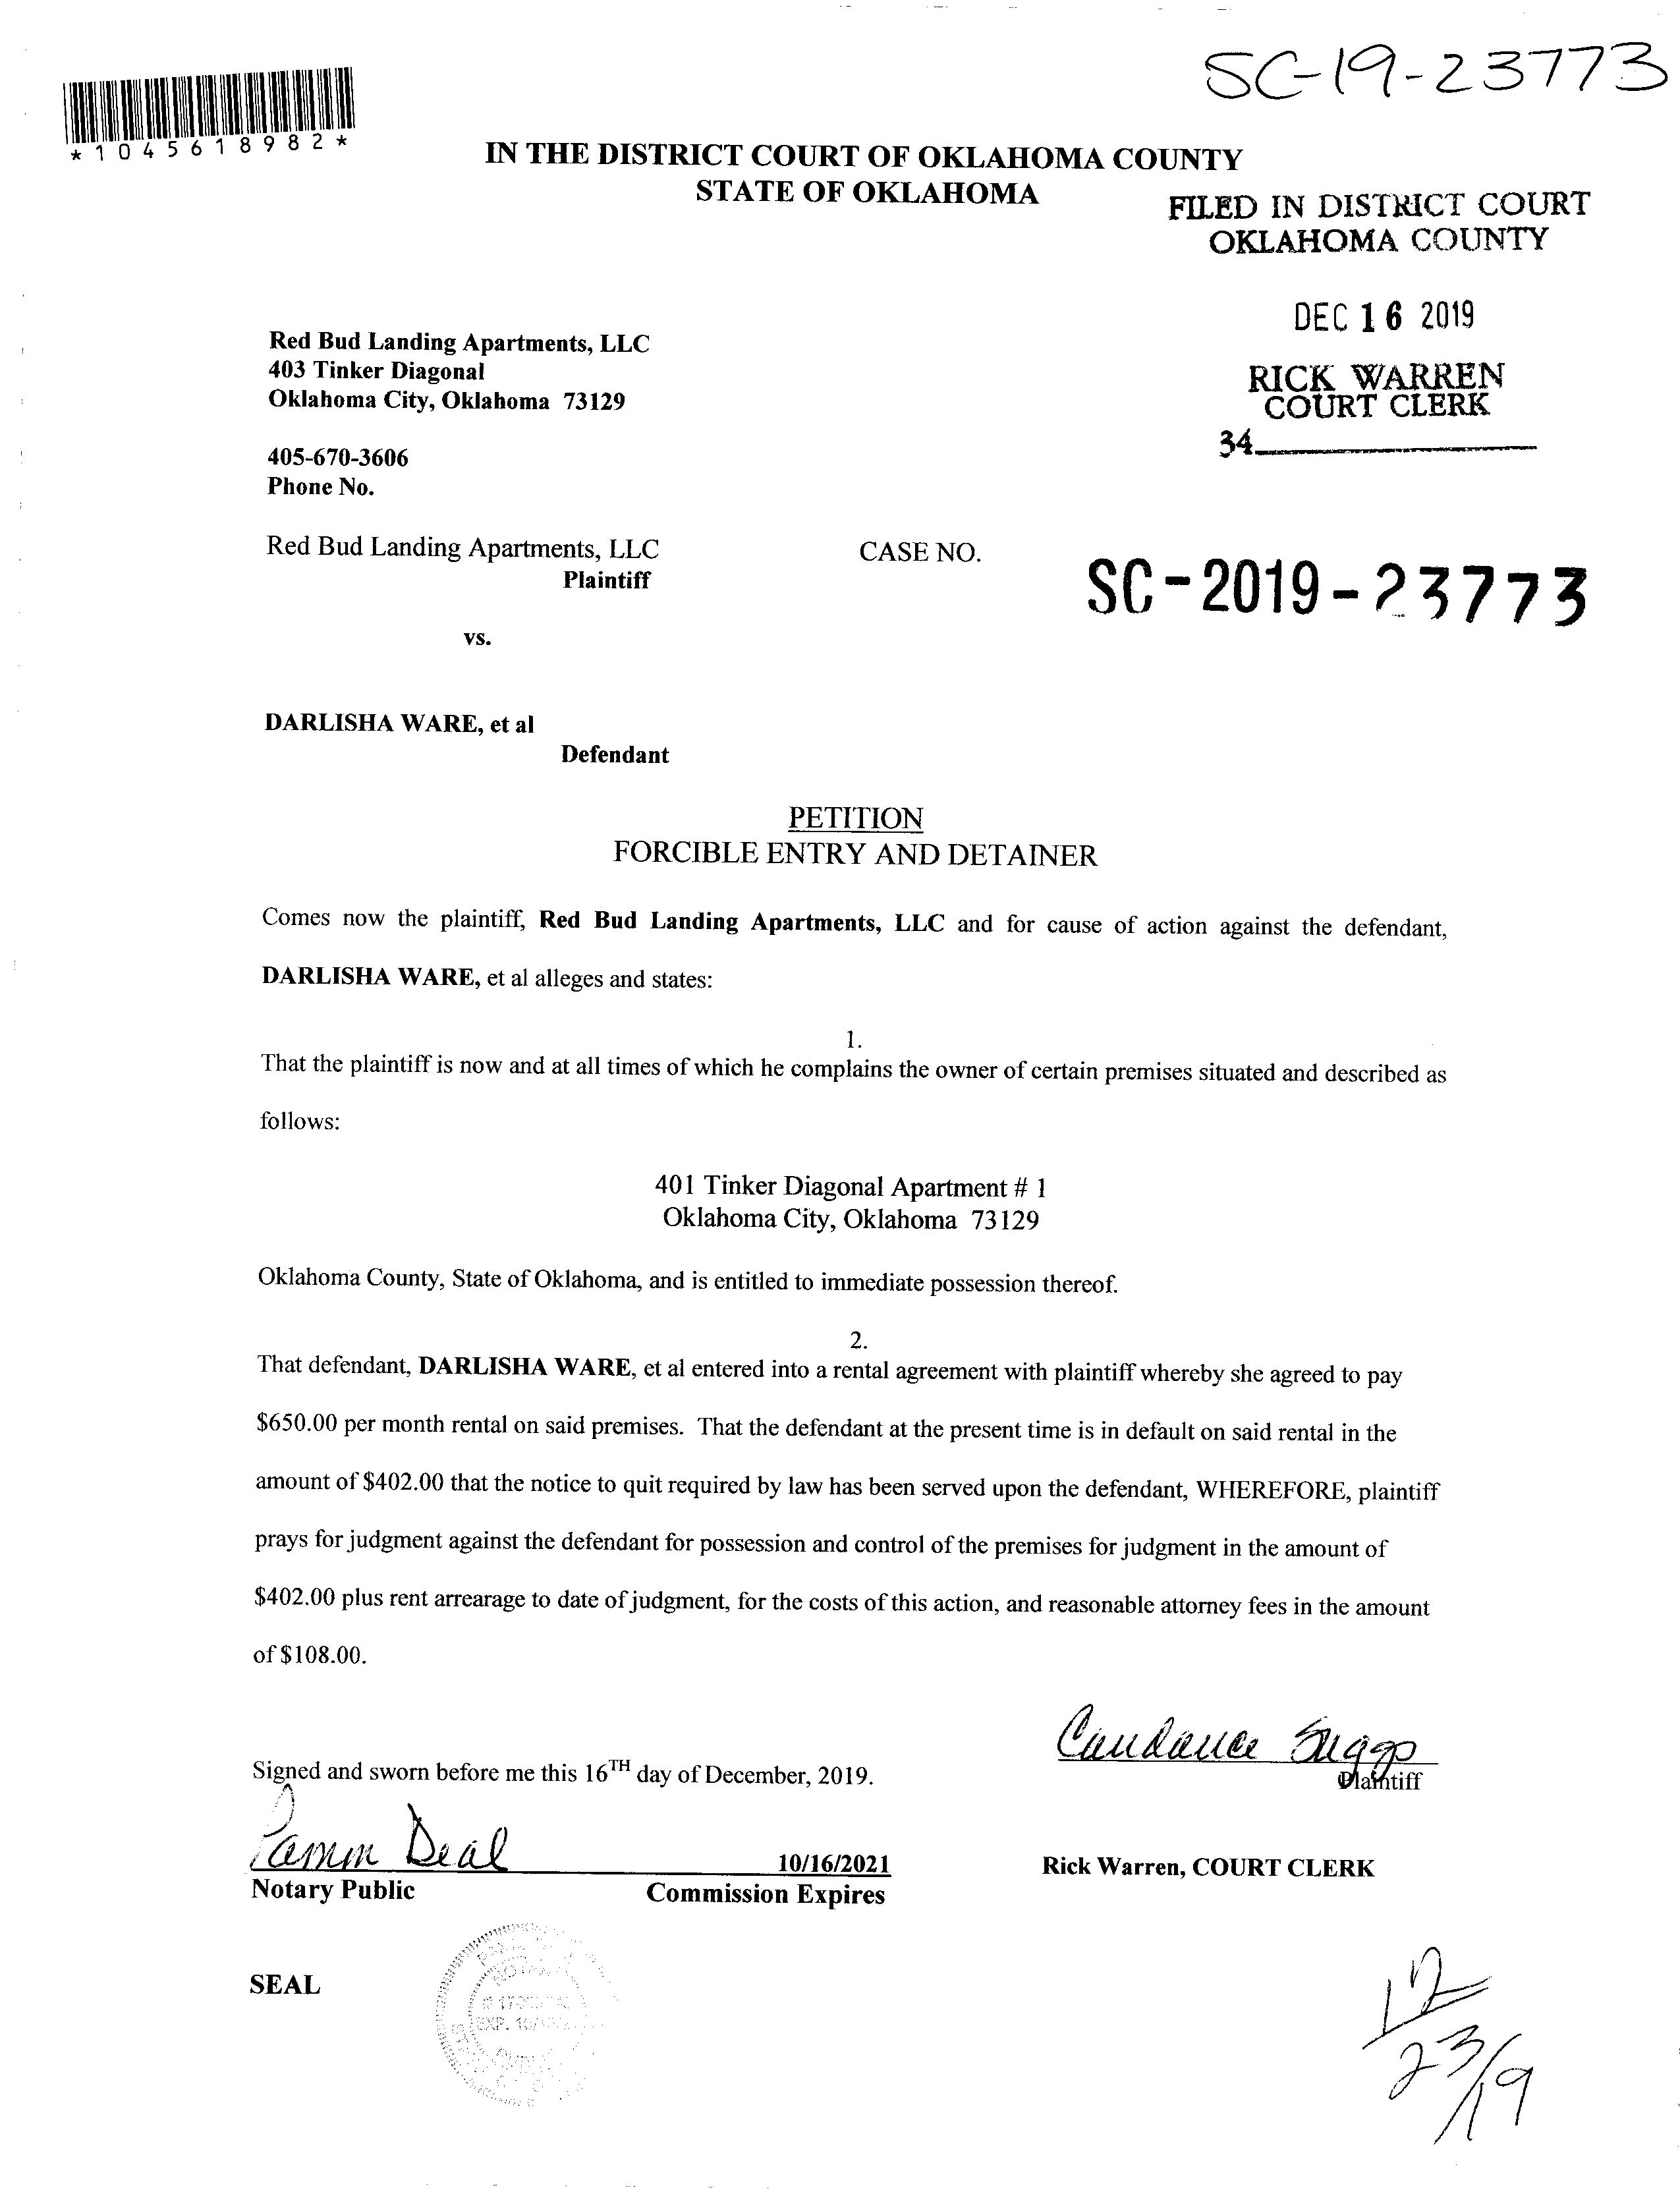 SC-19-23773
*1045618982*
IN THE DISTRICT COURT OF OKLAHOMA COUNTY
STATE OF OKLAHOMA
FILED IN DISTRICT COURT
OKLAHOMA COUNTY
DEC 16 2019
RICK WARREN
COURT CLERK
34
Red Bud Landing Apartments, LLC
403 Tinker Diagonal
Oklahoma City, Oklahoma 73129
405-670-3606
Phone No.
Red Bud Landing Apartments, LLC
Plaintiff
CASE NO.
SC-2019-23773
vs.
DARLISHA WARE, et al
Defendant
PETITION
FORCIBLE ENTRY AND DETAINER
Comes now the plaintiff, Red Bud Landing Apartments, LLC and for cause of action against the defendant,
DARLISHA WARE, et al alleges and states:
1.
That the plaintiff is now and at all times of which he complains the owner of certain premises situated and described as
follows:
401 Tinker Diagonal Apartment # 1
Oklahoma City, Oklahoma 73129
Oklahoma County, State of Oklahoma, and is entitled to immediate possession thereof.
2.
That defendant, DARLISHA WARE, et al entered into a rental agreement with plaintiff whereby she agreed to pay
$650.00 per month rental on said premises. That the defendant at the present time is in default on said rental in the
amount of $402.00 that the notice to quit required by law has been served upon the defendant, WHEREFORE, plaintiff
prays for judgment against the defendant for possession and control of the premises for judgment in the amount of
$402.00 plus rent arrearage to date of judgment, for the costs of this action, and reasonable attorney fees in the amount
of $108.00.
Candance Suggs
Plaintiff
Signed and sworn before me this 16TH day of December, 2019.
Pamm Deal
10/16/2021
Notary Public
Commission Expires
Rick Warren, COURT CLERK
SEAL
EXP.
12
23/19